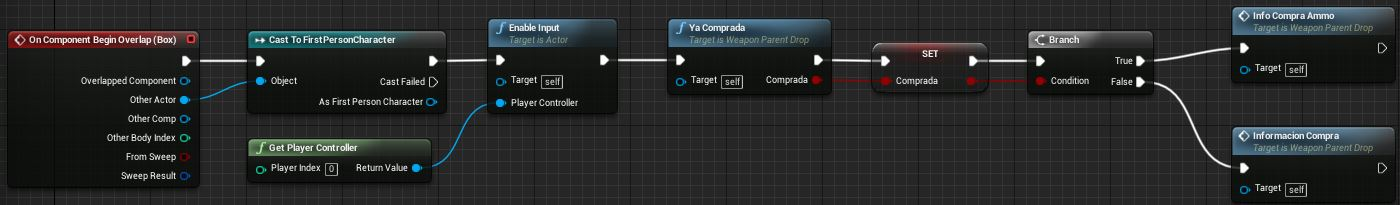 On Component Begin Overlap (Box)
Overlapped Component
Other Actor
Other Comp
Other Body Index
From Sweep
Sweep Result
Cast To FirstPersonCharacter
Object
Cast Failed
As First Person Character
Get Player Controller
Player Index 0
Return Value
Enable Input
Target is Actor
Target self
Player Controller
Ya Comprada
Target is Weapon Parent Drop
Target self
Comprada
SET
Comprada
Branch
True
Condition
False
Info Compra Ammo
Target is Weapon Parent Drop
Target self
Informacion Compra
Target is Weapon Parent Drop
Target self